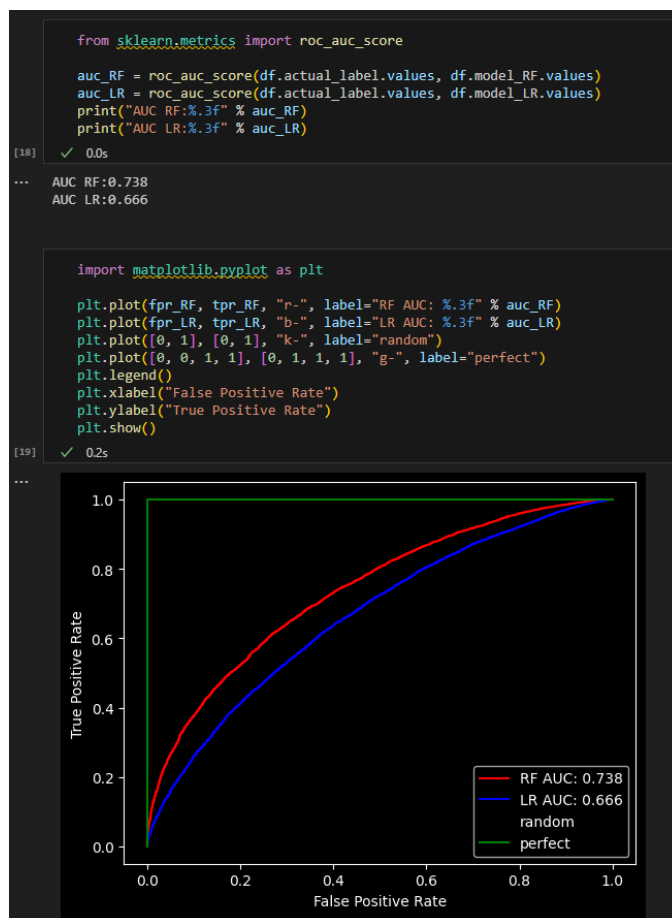 from sklearn.metrics import roc_auc_score
auc_RF = roc_auc_score(df.actual_label.values, df.model_RF.values)
auc_LR = roc_auc_score(df.actual_label.values, df.model_LR.values)
print("AUC RF:%.3f" % auc_RF)
print("AUC LR:%.3f" % auc_LR)
[18]
0.0s
...
AUC RF:0.738
AUC LR:0.666
import matplotlib.pyplot as plt
plt.plot(fpr_RF, tpr_RF, "r-", label="RF AUC: %.3f" % auc_RF)
plt.plot(fpr_LR, tpr_LR, "b-", label="LR AUC: %.3f" % auc_LR)
plt.plot([0, 1], [0, 1], "k-", label="random")
plt.plot([0, 0, 1, 1], [0, 1, 1, 1], "g-", label="perfect")
plt.legend()
plt.xlabel("False Positive Rate")
plt.ylabel("True Positive Rate")
plt.show()
[19]
0.2s
...
1.0
0.8
0.6
0.4
0.2
0.0
True Positive Rate
RF AUC: 0.738
LR AUC: 0.666
random
perfect
0.0 0.2 0.4 0.6 0.8 1.0
False Positive Rate